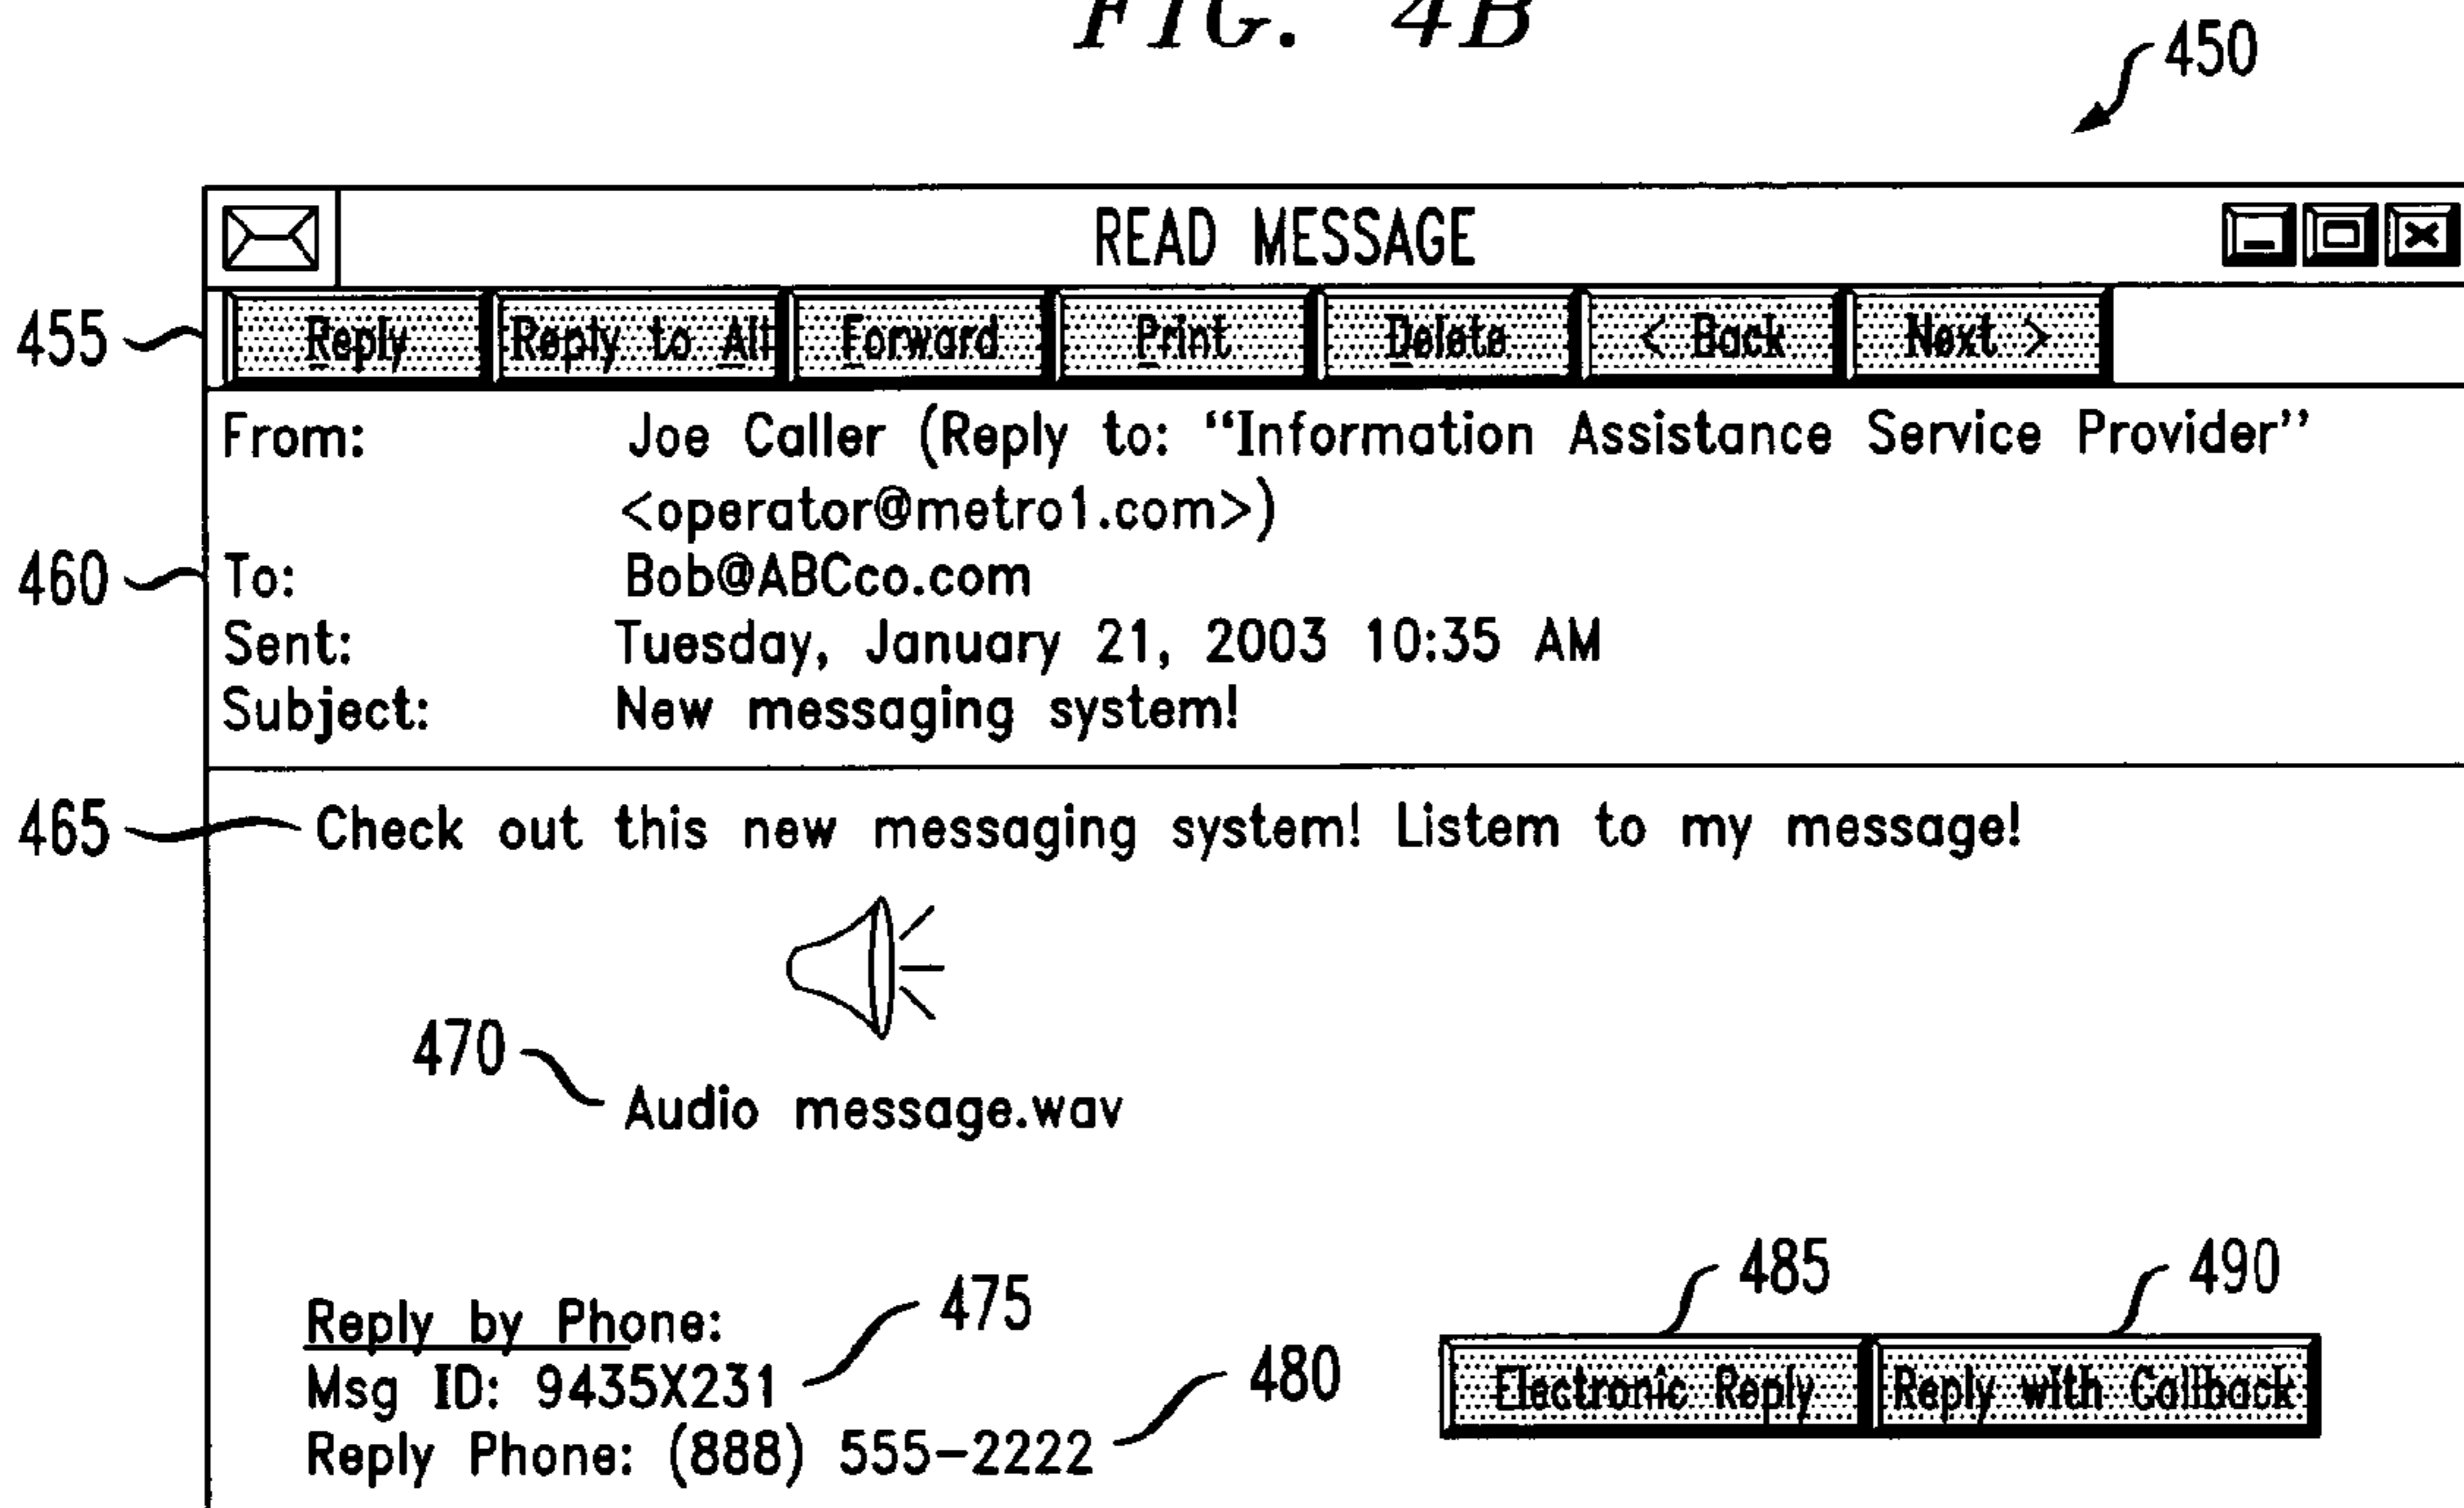 FIG. 4B
450
READ MESSAGE
455
Reply Reply to All Forward Print Delete < Back Next >
From: Joe Caller (Reply to: “Information Assistance Service Provider”
<operator@metro1.com>)
460 To: Bob@ABCco.com
Sent: Tuesday, January 21, 2003 10:35 AM
Subject: New messaging system!
465 Check out this new messaging system! Listem to my message!
470
Audio message.wav
485 490
Reply by Phone: 475
Msg ID: 9435X231 480 Electronic Reply Reply with Callback
Reply Phone: (888) 555-2222